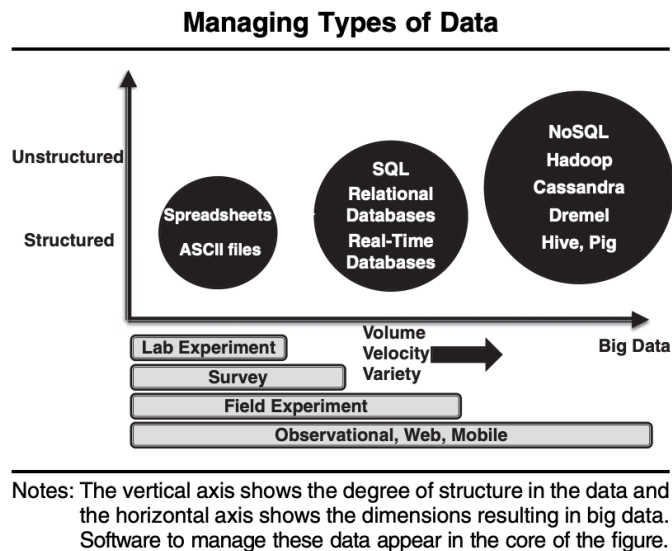 Managing Types of Data
Unstructured
Structured
Spreadsheets
ASCII files
SQL
Relational
Databases
Real-Time
Databases
NoSQL
Hadoop
Cassandra
Dremel
Hive, Pig
Big Data
Volume
Velocity
Variety
Lab Experiment
Survey
Field Experiment
Observational, Web, Mobile
Notes: The vertical axis shows the degree of structure in the data and
the horizontal axis shows the dimensions resulting in big data.
Software to manage these data appear in the core of the figure.